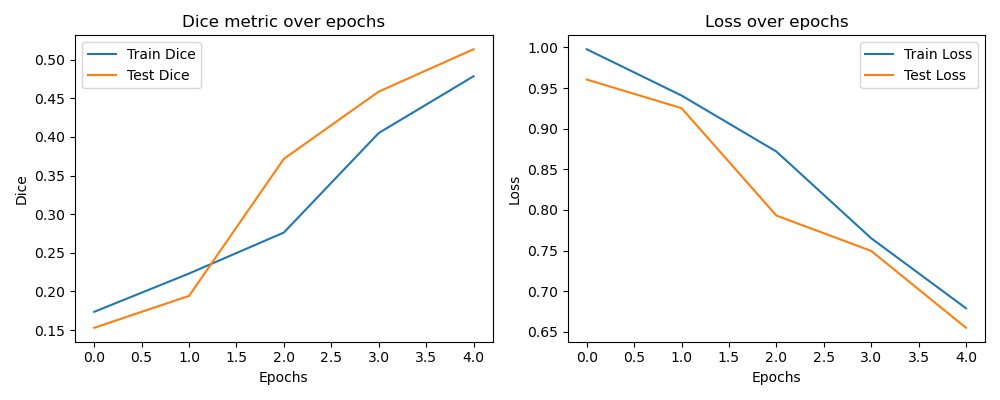 Dice metric over epochs
Train Dice
Test Dice
0.50
0.45
0.40
0.35
0.30
0.25
0.20
0.15
Dice
0.0 0.5 1.0 1.5 2.0 2.5 3.0 3.5 4.0
Epochs
Loss over epochs
Train Loss
Test Loss
1.00
0.95
0.90
0.85
0.80
0.75
0.70
0.65
Loss
0.0 0.5 1.0 1.5 2.0 2.5 3.0 3.5 4.0
Epochs